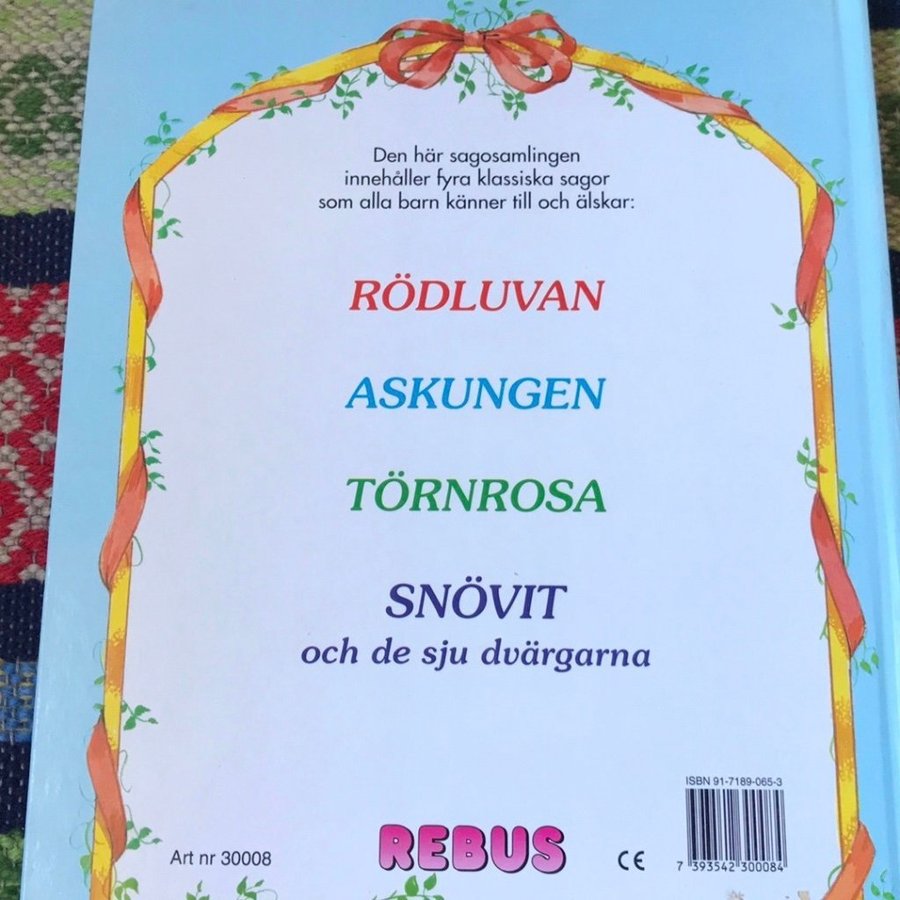 Den här sagosamlingen
innehåller fyra klassiska sagor
som alla barn känner till och älskar:
RÖDLUVAN
ASKUNGEN
TÖRNROSA
SNÖVIT
och de sju dvärgarna
ISBN 91-7189-065-3
7 393542 300084
Art nr 30008
REBUS
CE